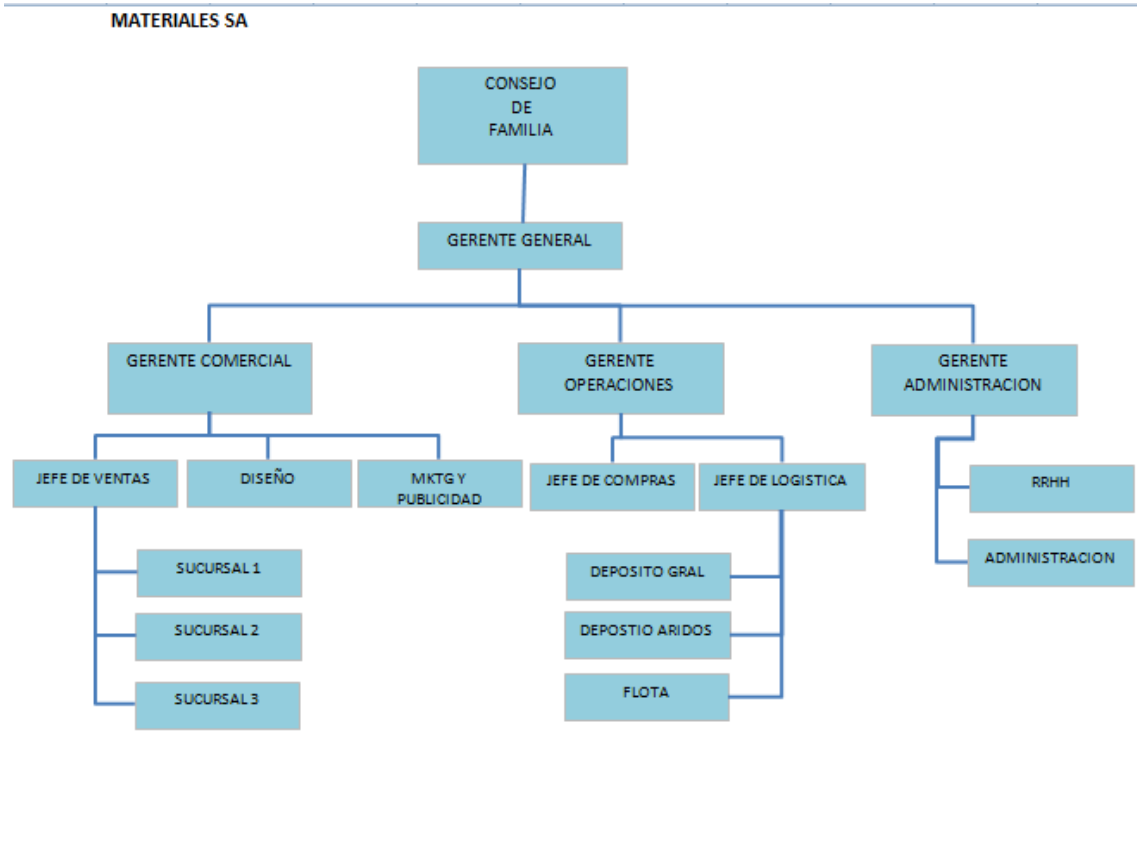 MATERIALES SA
CONSEJO
DE
FAMILIA
GERENTE GENERAL
GERENTE COMERCIAL
GERENTE
OPERACIONES
GERENTE
ADMINISTRACION
JEFE DE VENTAS
DISEÑO
MKTG Y
PUBLICIDAD
JEFE DE COMPRAS
JEFE DE LOGISTICA
RRHH
ADMINISTRACION
SUCURSAL 1
SUCURSAL 2
SUCURSAL 3
DEPOSITO GRAL
DEPOSTIO ARIDOS
FLOTA